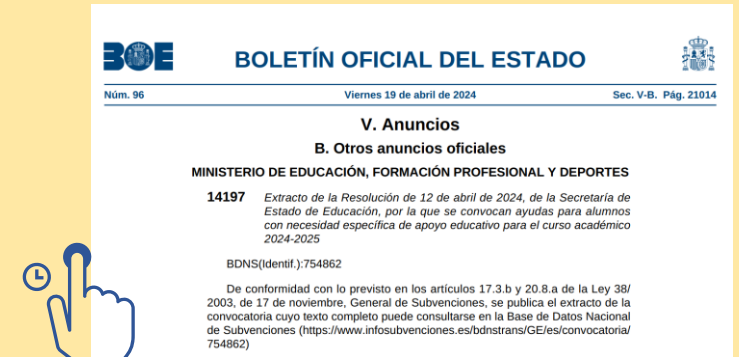 BOE
BOLETÍN OFICIAL DEL ESTADO
Núm. 96 Viernes 19 de abril de 2024 Sec. V-B. Pág. 21014
V. Anuncios
B. Otros anuncios oficiales
MINISTERIO DE EDUCACIÓN, FORMACIÓN PROFESIONAL Y DEPORTES
14197 Extracto de la Resolución de 12 de abril de 2024, de la Secretaría de
Estado de Educación, por la que se convocan ayudas para alumnos
con necesidad específica de apoyo educativo para el curso académico
2024-2025
BDNS(Identif.):754862
De conformidad con lo previsto en los artículos 17.3.b y 20.8.a de la Ley 38/
2003, de 17 de noviembre, General de Subvenciones, se publica el extracto de la
convocatoria cuyo texto completo puede consultarse en la Base de Datos Nacional
de Subvenciones (https://www.infosubvenciones.es/bdnstrans/GE/es/convocatoria/
754862)